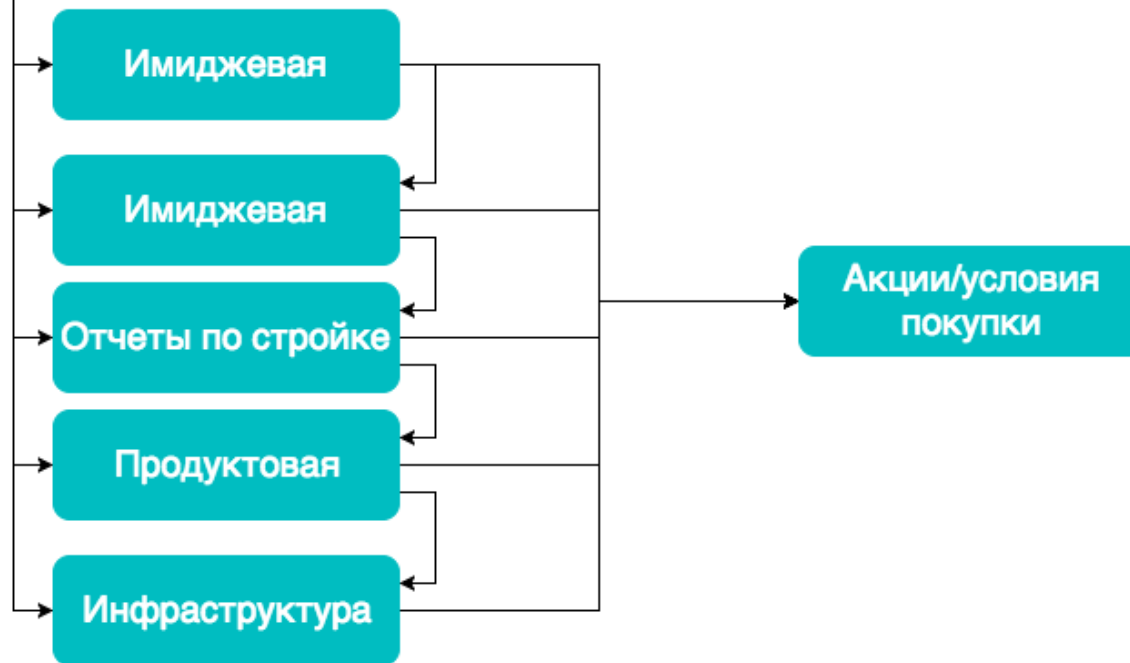 Имиджевая
Имиджевая
Отчеты по стройке
Продуктовая
Инфраструктура
Акции/условия
покупки